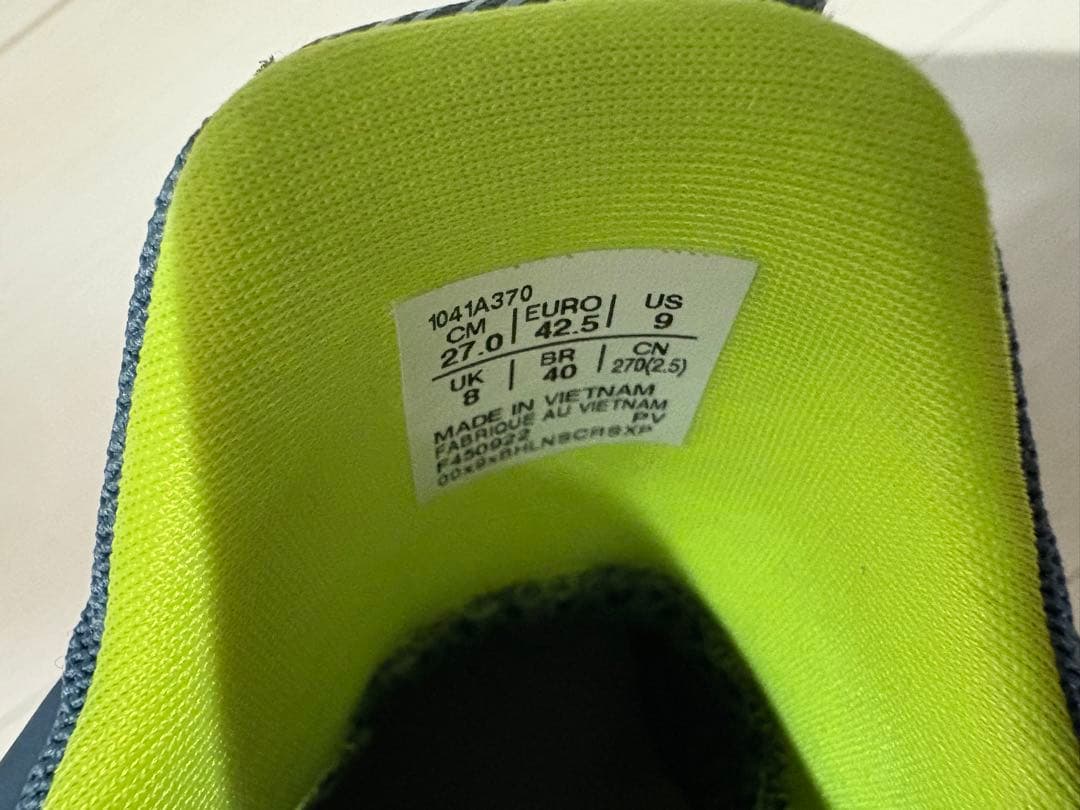 1041A370
CM | EURO | US
27.0 | 42.5 | 9
UK | BR | CN
8 | 40 | 270(2.5)
MADE IN VIETNAM
FABRIQUE AU VIETNAM
F450922 PV